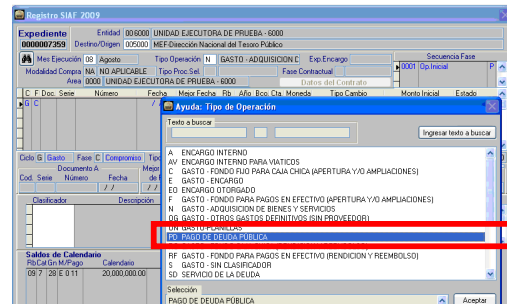 Registro SIAF 2009
Expediente Entidad 006000 UNIDAD EJECUTORA DE PRUEBA - 6000
0000007359 Destino/Origen 005000 MEF-Dirección Nacional del Tesoro Público
Mes Ejecución 08 Agosto Tipo Operación N GASTO - ADQUISICION D Exp.Encargo Secuencia Fase
Modalidad Compra NA NO APLICABLE Tipo Proc.Sel. Fase Contractual 0001 Op.Inicial P
Area 0000 UNIDAD EJECUTORA DE PRUEBA - 6000 Datos del Contrato
C F Doc. Serie Número Fecha Mejor Fecha Rb Año Bco. Cta. Moneda Tipo Cambio Monto Inicial Estado
G C / /
Ayuda: Tipo de Operación
Texto a buscar
Ingresar texto a buscar
A ENCARGO INTERNO
AV ENCARGO INTERNO PARA VIATICOS
C GASTO - FONDO FIJO PARA CAJA CHICA (APERTURA Y/O AMPLIACIONES)
E GASTO - ENCARGO
EO ENCARGO OTORGADO
F GASTO - FONDO PARA PAGOS EN EFECTIVO (APERTURA Y/O AMPLIACIONES)
N GASTO - ADQUISICION DE BIENES Y SERVICIOS
OG GASTO - OTROS GASTOS DEFINITIVOS (SIN PROVEEDOR)
ON GASTO-PLANILLAS
PD PAGO DE DEUDA PÚBLICA
RF GASTO - FONDO PARA PAGOS EN EFECTIVO (RENDICION Y REEMBOLSO)
S GASTO - SIN CLASIFICADOR
SD SERVICIO DE LA DEUDA
Selección
PAGO DE DEUDA PÚBLICA Aceptar
Ciclo G Gasto Fase C Compromiso Tipo
Documento A Mejor
Cod. Serie Número Fecha de
/ / / /
Clasificador Descripción
Saldos de Calendario
Rb Cat Gn M/Pago Calendario
09 7 28 E 0 11 20,000,000.00